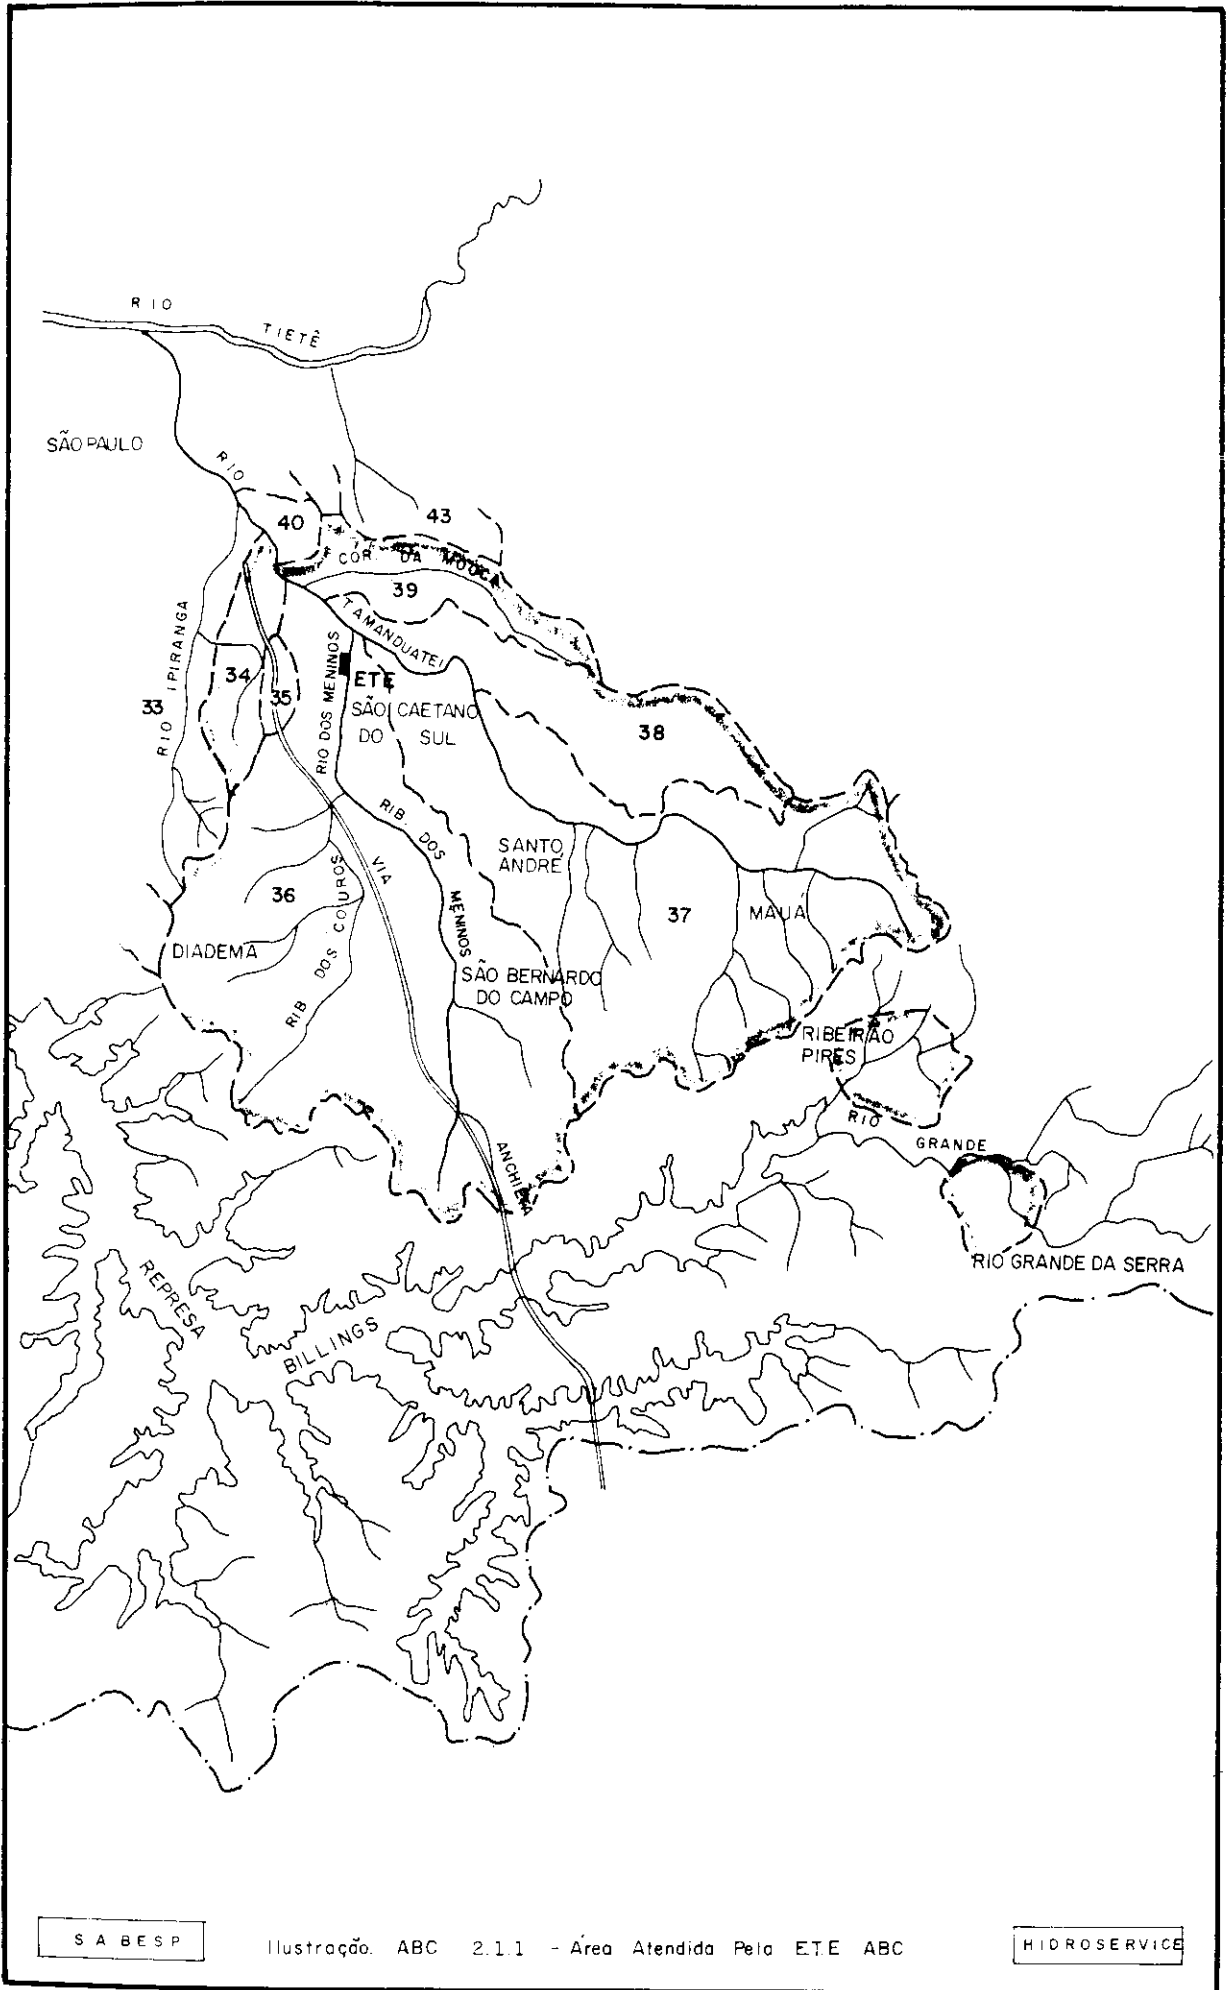 RIO
TIETÊ
SÃO PAULO
RIO
40
43
COR. DA MOOCA
39
TAMANDUATEI
RIO IPIRANGA
RIO DOS MENINOS
34
35
33
ETE
SÃO CAETANO
DO SUL
38
RIB. DOS
MENINOS
VIA
SANTO
ANDRÉ
36
RIB DOS COUROS
37
MAUÁ
DIADEMA
SÃO BERNARDO
DO CAMPO
RIBEIRÃO
PIRES
RIO
GRANDE
ANCHIETA
RIO GRANDE DA SERRA
REPRESA
BILLINGS
SABESP
Ilustração. ABC 2.1.1 - Área Atendida Pela ETE ABC
HIDROSERVICE